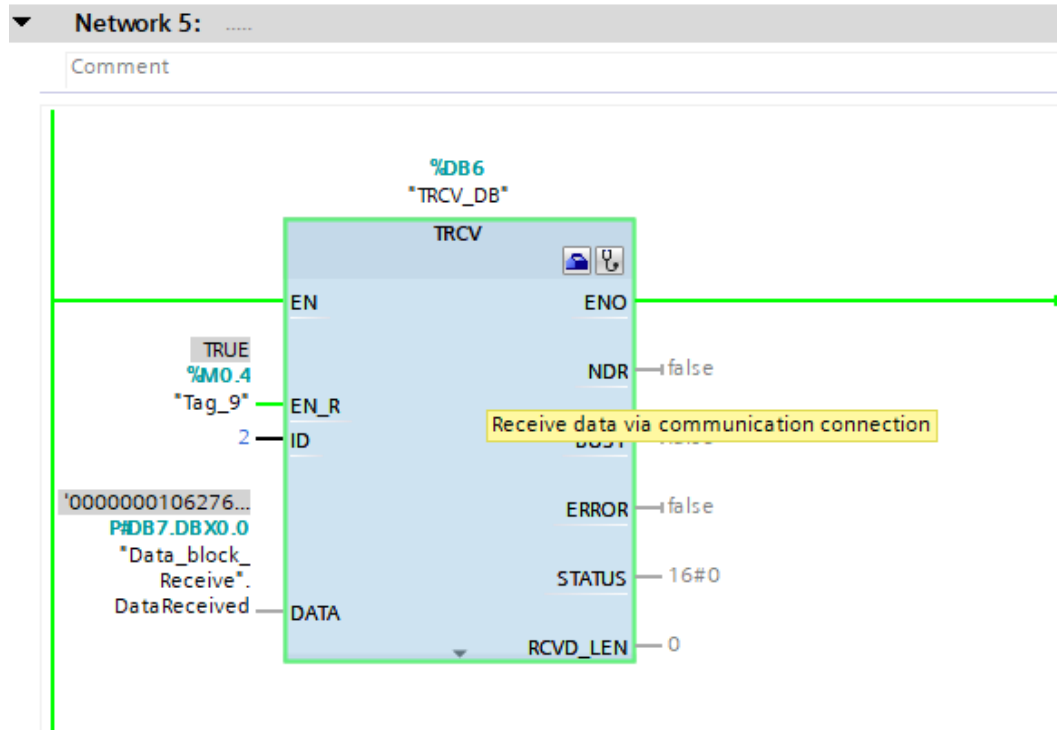 Network 5: .....
Comment
%DB6
"TRCV_DB"
TRCV
EN
ENO
TRUE
%M0.4
"Tag_9"
EN_R
NDR
false
2
ID
Receive data via communication connection
'0000000106276...
P#DB7.DBX0.0
"Data_block_
Receive".
DataReceived
DATA
ERROR
false
STATUS
16#0
RCVD_LEN
0